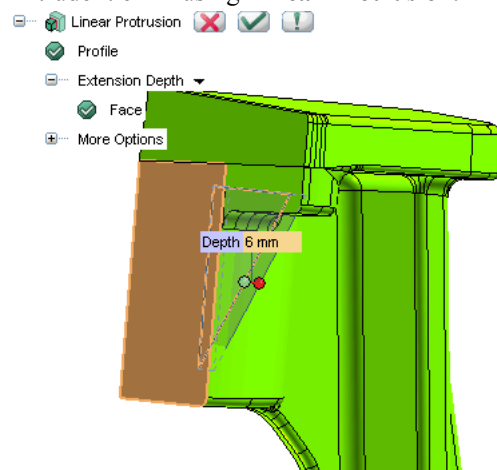 Linear Protrusion
Profile
Extension Depth
Face
More Options
Depth 6 mm